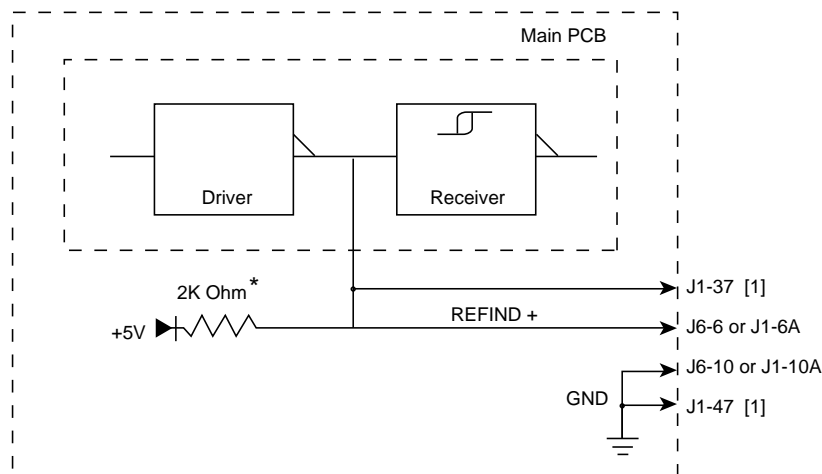 Main PCB
Driver
Receiver
2K Ohm*
J1-37 [1]
+5V
REFIND +
J6-6 or J1-6A
J6-10 or J1-10A
GND
J1-47 [1]